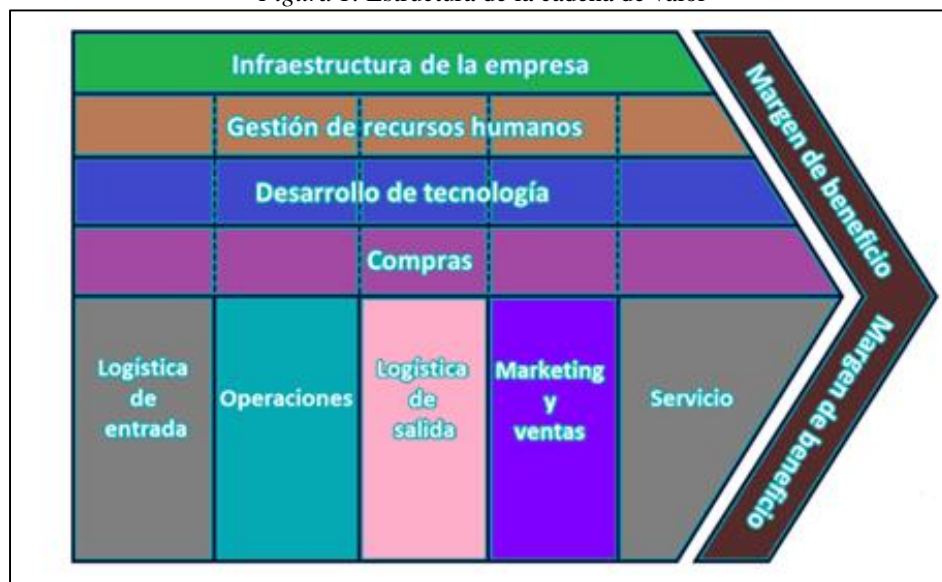 Figura 1. Estructura de la cadena de valor
Infraestructura de la empresa
Gestión de recursos humanos
Desarrollo de tecnología
Compras
Logística
de
entrada
Operaciones
Logística
de
salida
Marketing
y
ventas
Servicio
Margen de beneficio
Margen de beneficio